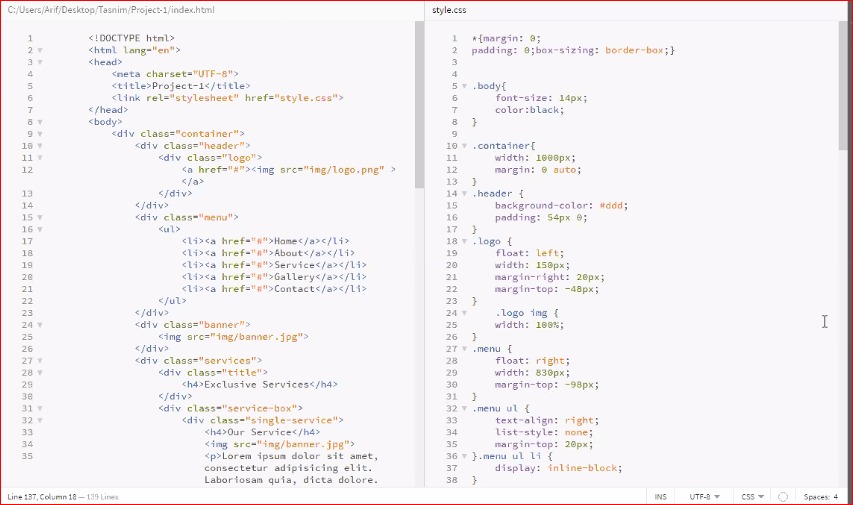 C:/Users/Arif/Desktop/Tasnim/Project-1/index.html
1 <!DOCTYPE html>
2 <html lang="en">
3 <head>
4 <meta charset="UTF-8">
5 <title>Project-1</title>
6 <link rel="stylesheet" href="style.css">
7 </head>
8 <body>
9 <div class="container">
10 <div class="header">
11 <div class="logo">
12 <a href="#"><img src="img/logo.png" >
</a>
13 </div>
14 </div>
15 <div class="menu">
16 <ul>
17 <li><a href="#">Home</a></li>
18 <li><a href="#">About</a></li>
19 <li><a href="#">Service</a></li>
20 <li><a href="#">Gallery</a></li>
21 <li><a href="#">Contact</a></li>
22 </ul>
23 </div>
24 <div class="banner">
25 <img src="img/banner.jpg">
26 </div>
27 <div class="services">
28 <div class="title">
29 <h4>Exclusive Services</h4>
30 </div>
31 <div class="service-box">
32 <div class="single-service">
33 <h4>Our Service</h4>
34 <img src="img/banner.jpg">
35 <p>Lorem ipsum dolor sit amet,
consectetur adipisicing elit.
Laboriosam quia, dicta dolore.
style.css
1 *{margin: 0;
2 padding: 0;box-sizing: border-box;}
3
4
5 .body{
6 font-size: 14px;
7 color:black;
8 }
9
10 .container{
11 width: 1000px;
12 margin: 0 auto;
13 }
14 .header {
15 background-color: #ddd;
16 padding: 54px 0;
17 }
18 .logo {
19 float: left;
20 width: 150px;
21 margin-right: 20px;
22 margin-top: -48px;
23 }
24 .logo img {
25 width: 100%;
26 }
27 .menu {
28 float: right;
29 width: 830px;
30 margin-top: -98px;
31 }
32 .menu ul {
33 text-align: right;
34 list-style: none;
35 margin-top: 20px;
36 }.menu ul li {
37 display: inline-block;
38 }
Line 137, Column 18 — 139 Lines
INS UTF-8 CSS Spaces: 4